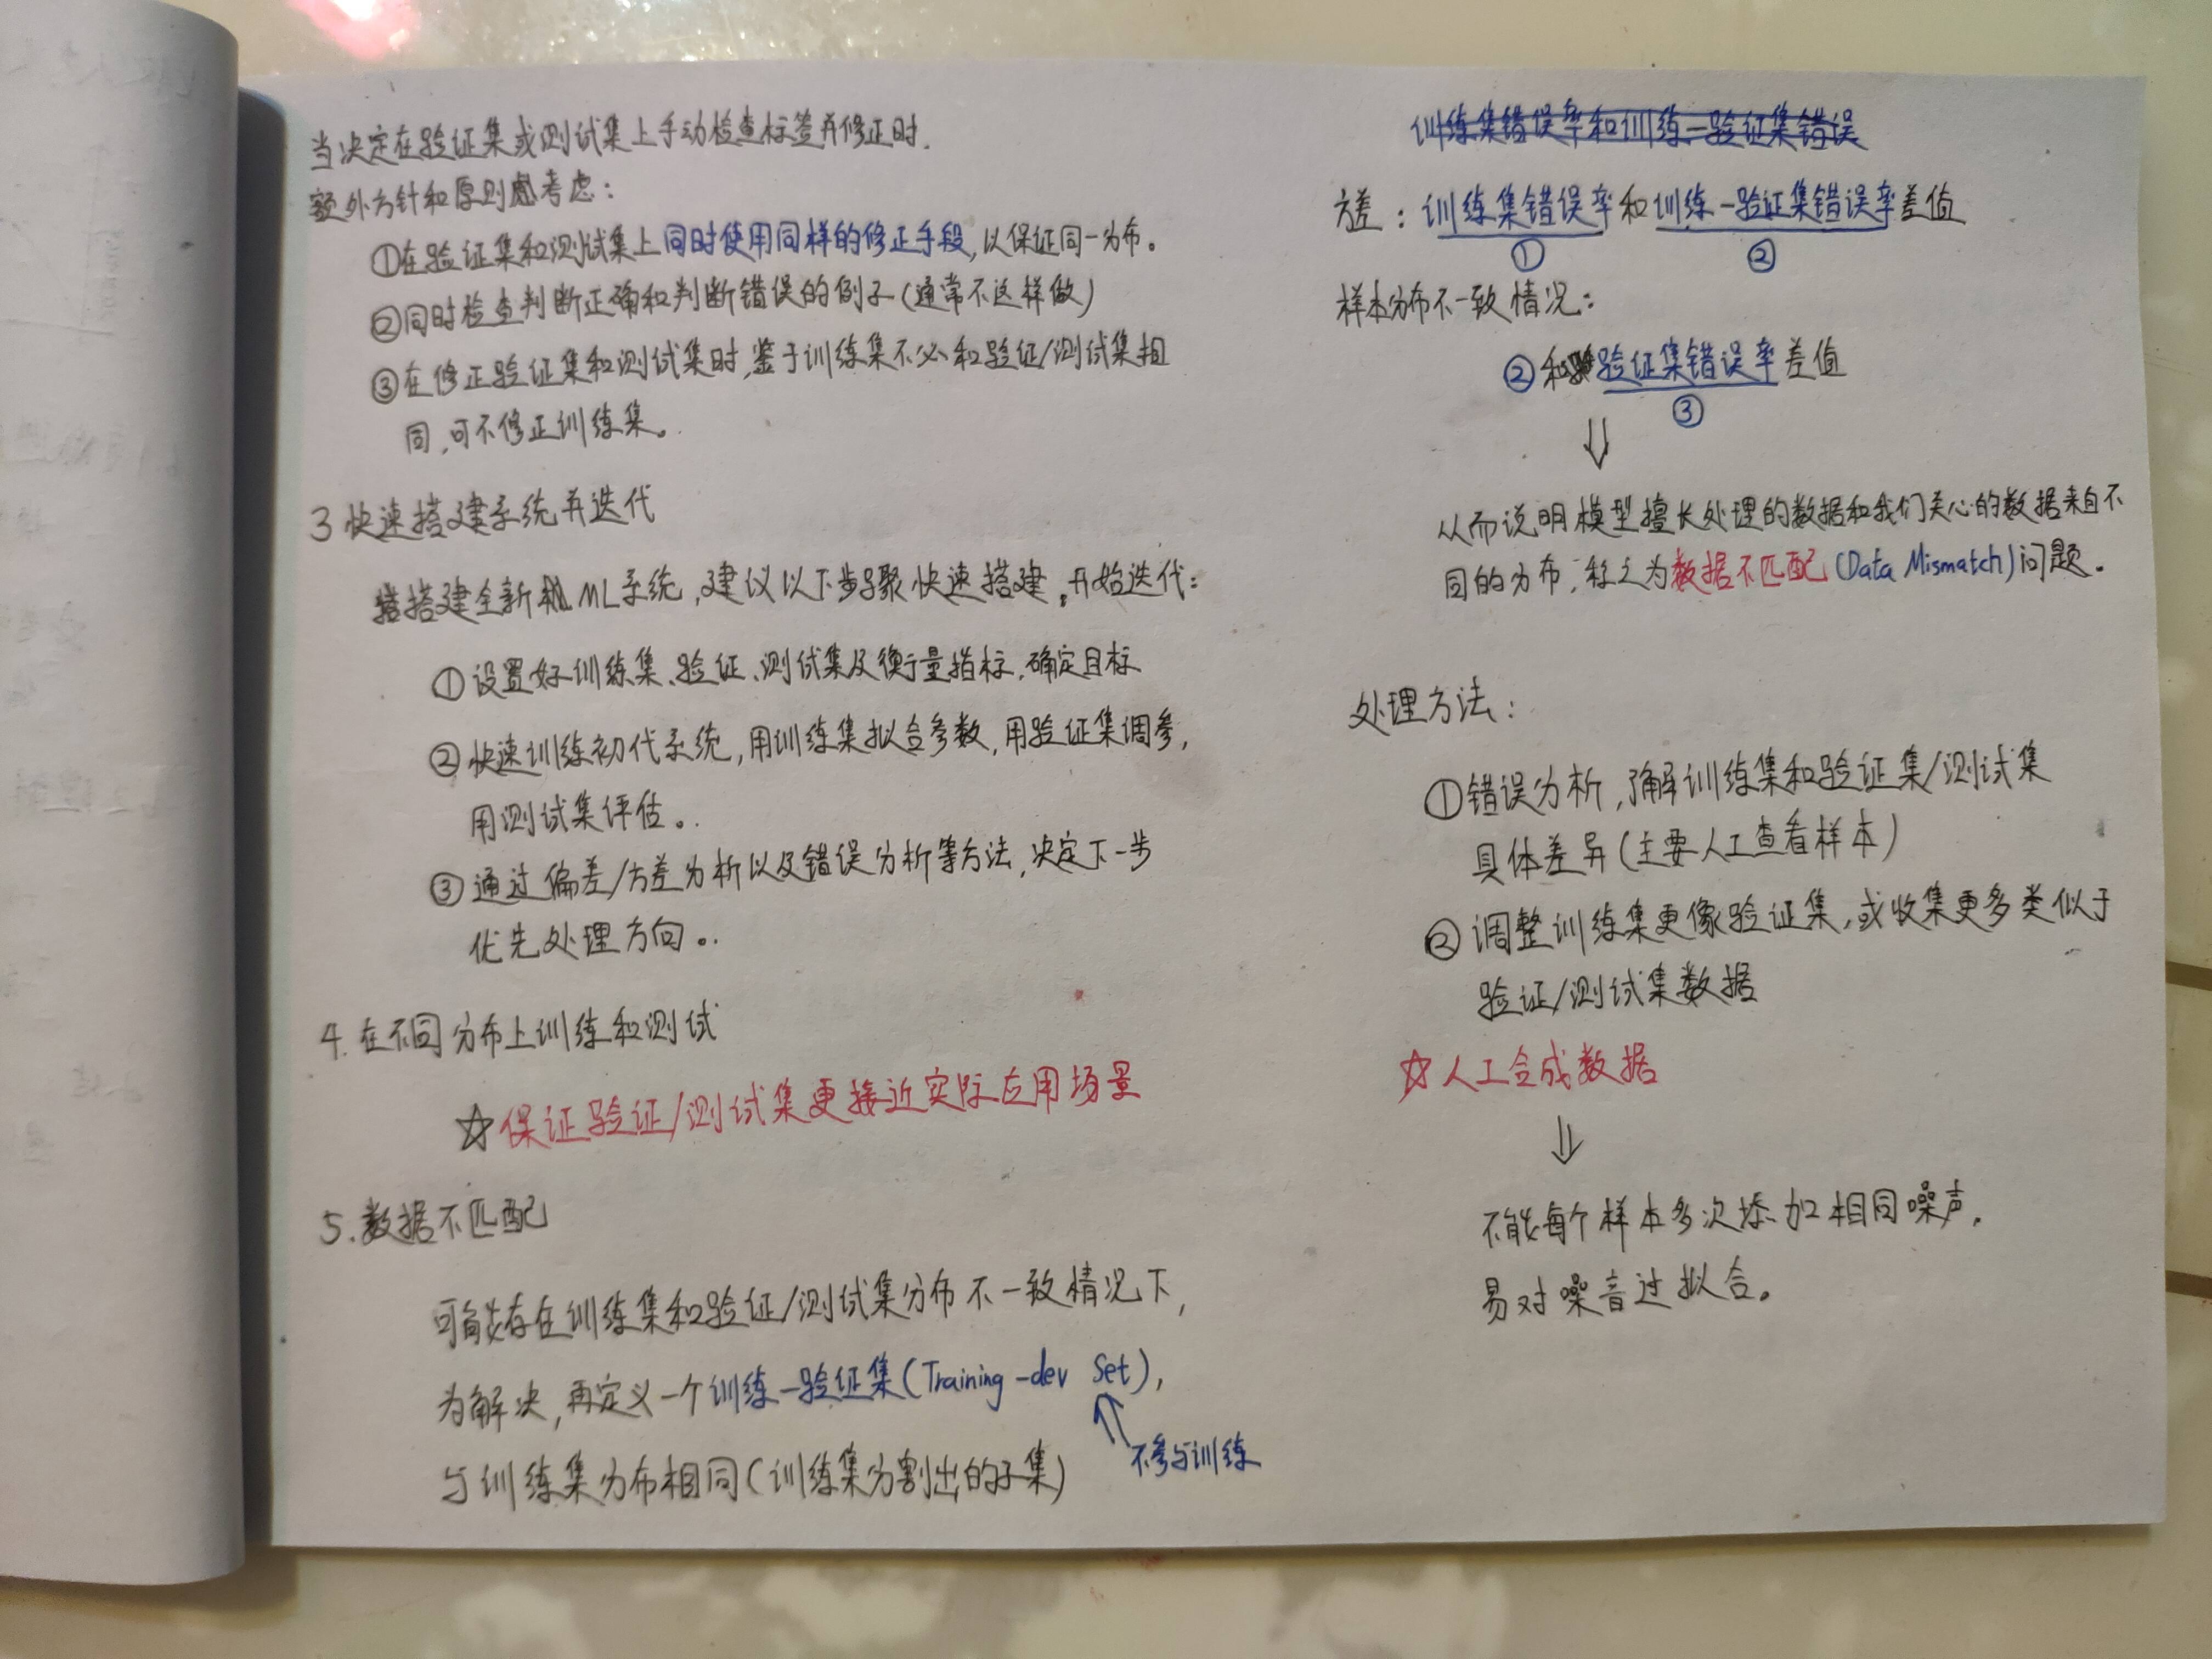 当决定在验证集或测试集上手动检查标签并修正时.
额外方针和原则考虑:
①在验证集和测试集上同时使用同样的修正手段,以保证同一分布。
②同时检查判断正确和判断错误的例子(通常不这样做)
③在修正验证集和测试集时,鉴于训练集不必和验证/测试集相
同,可不修正训练集。
3 快速搭建系统并迭代
搭建全新ML系统,建议以下步骤快速搭建,开始迭代:
①设置好训练集、验证、测试集及衡量指标,确定目标
②快速训练初代系统,用训练集拟合参数,用验证集调参,
用测试集评估。
③通过偏差/方差分析以及错误分析等方法,决定下一步
优先处理方向。
4. 在不同分布上训练和测试
☆保证验证/测试集更接近实际应用场景
5. 数据不匹配
可能存在训练集和验证/测试集分布不一致情况下,
为解决,再定义一个训练-验证集(Training-dev Set),
不参与训练
与训练集分布相同(训练集分割出的子集)
训练集错误率和训练-验证集错误
方差:训练集错误率和训练-验证集错误率差值
① ②
样本分布不一致情况:
②和验证集错误率差值
③
⇓
从而说明模型擅长处理的数据和我们关心的数据来自不
同的分布,称之为数据不匹配(Data Mismatch)问题。
处理方法:
①错误分析,了解训练集和验证集/测试集
具体差异(主要人工查看样本)
②调整训练集更像验证集,或收集更多类似于
验证/测试集数据
☆人工合成数据
⇓
不能每个样本多次添加相同噪声,
易对噪音过拟合。